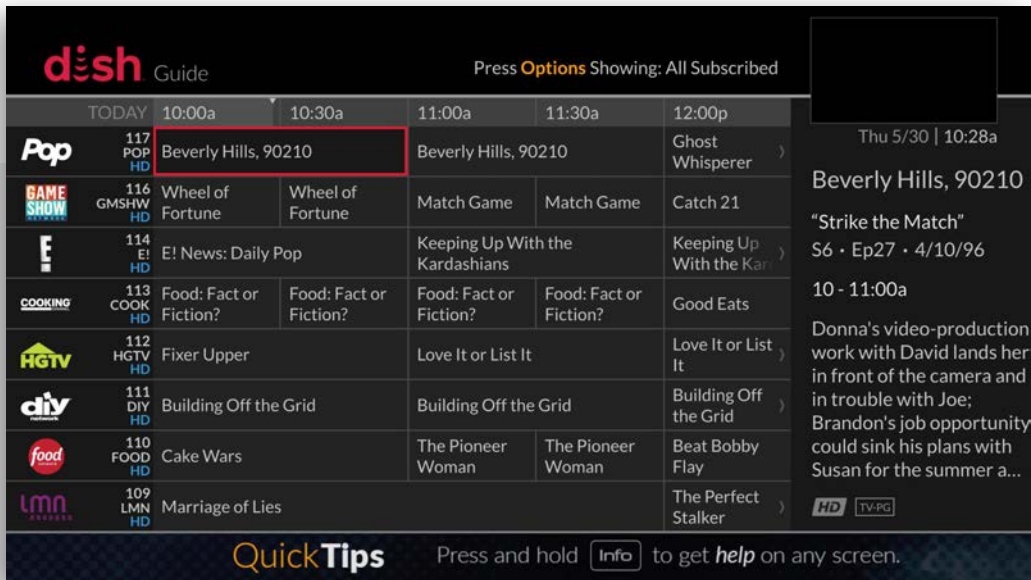 dish Guide
Press Options Showing: All Subscribed
TODAY 10:00a 10:30a 11:00a 11:30a 12:00p
Pop 117 POP HD Beverly Hills, 90210 Beverly Hills, 90210 Ghost Whisperer
GAME SHOW NETWORK 116 GMSHW HD Wheel of Fortune Wheel of Fortune Match Game Match Game Catch 21
E! 114 E! HD E! News: Daily Pop Keeping Up With the Kardashians Keeping Up With the Kar
COOKING 113 COOK HD Food: Fact or Fiction? Food: Fact or Fiction? Food: Fact or Fiction? Food: Fact or Fiction? Good Eats
HGTV 112 HGTV HD Fixer Upper Love It or List It Love It or List It
diy network 111 DIY HD Building Off the Grid Building Off the Grid Building Off the Grid
food network 110 FOOD HD Cake Wars The Pioneer Woman The Pioneer Woman Beat Bobby Flay
lmn 109 LMN HD Marriage of Lies The Perfect Stalker
Thu 5/30 | 10:28a
Beverly Hills, 90210
“Strike the Match”
S6 · Ep27 · 4/10/96
10 - 11:00a
Donna's video-production
work with David lands her
in front of the camera and
in trouble with Joe;
Brandon's job opportunity
could sink his plans with
Susan for the summer a...
HD TV-PG
QuickTips Press and hold Info to get help on any screen.